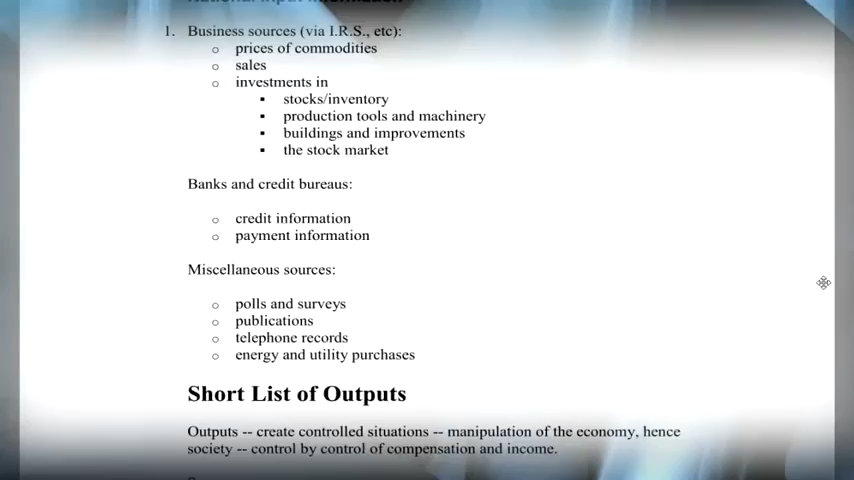 1. Business sources (via I.R.S., etc):
o prices of commodities
o sales
o investments in
▪ stocks/inventory
▪ production tools and machinery
▪ buildings and improvements
▪ the stock market
Banks and credit bureaus:
o credit information
o payment information
Miscellaneous sources:
o polls and surveys
o publications
o telephone records
o energy and utility purchases
Short List of Outputs
Outputs -- create controlled situations -- manipulation of the economy, hence
society -- control by control of compensation and income.